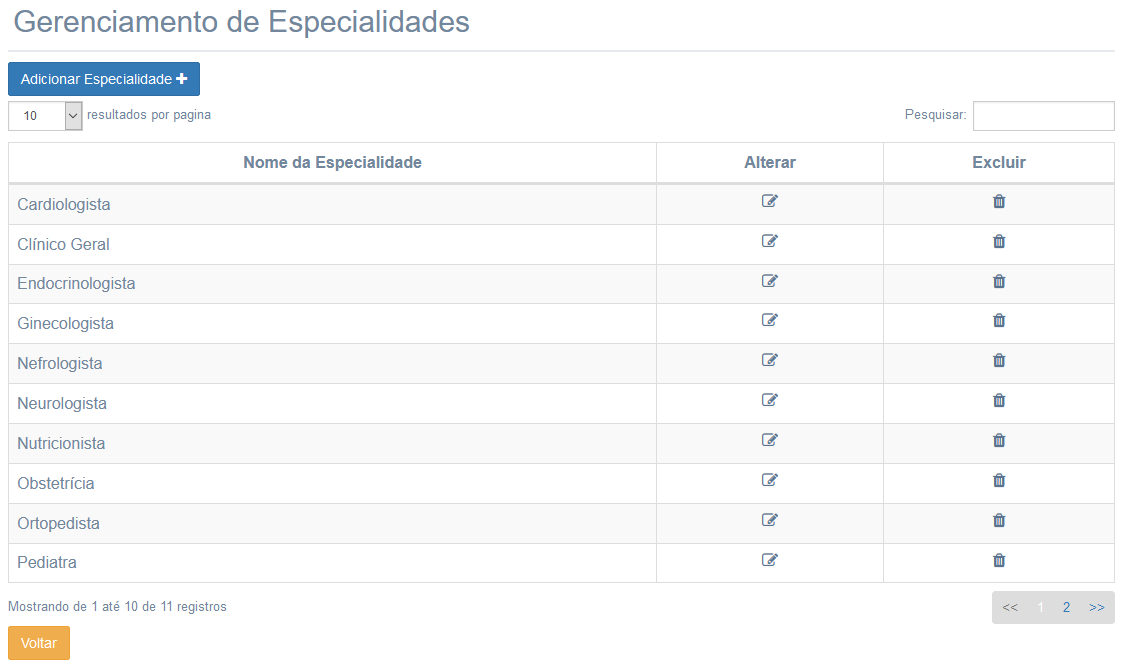 Gerenciamento de Especialidades
Adicionar Especialidade
10 resultados por pagina Pesquisar:
Nome da Especialidade Alterar Excluir
Cardiologista
Clínico Geral
Endocrinologista
Ginecologista
Nefrologista
Neurologista
Nutricionista
Obstetrícia
Ortopedista
Pediatra
Mostrando de 1 até 10 de 11 registros << 1 2 >>
Voltar